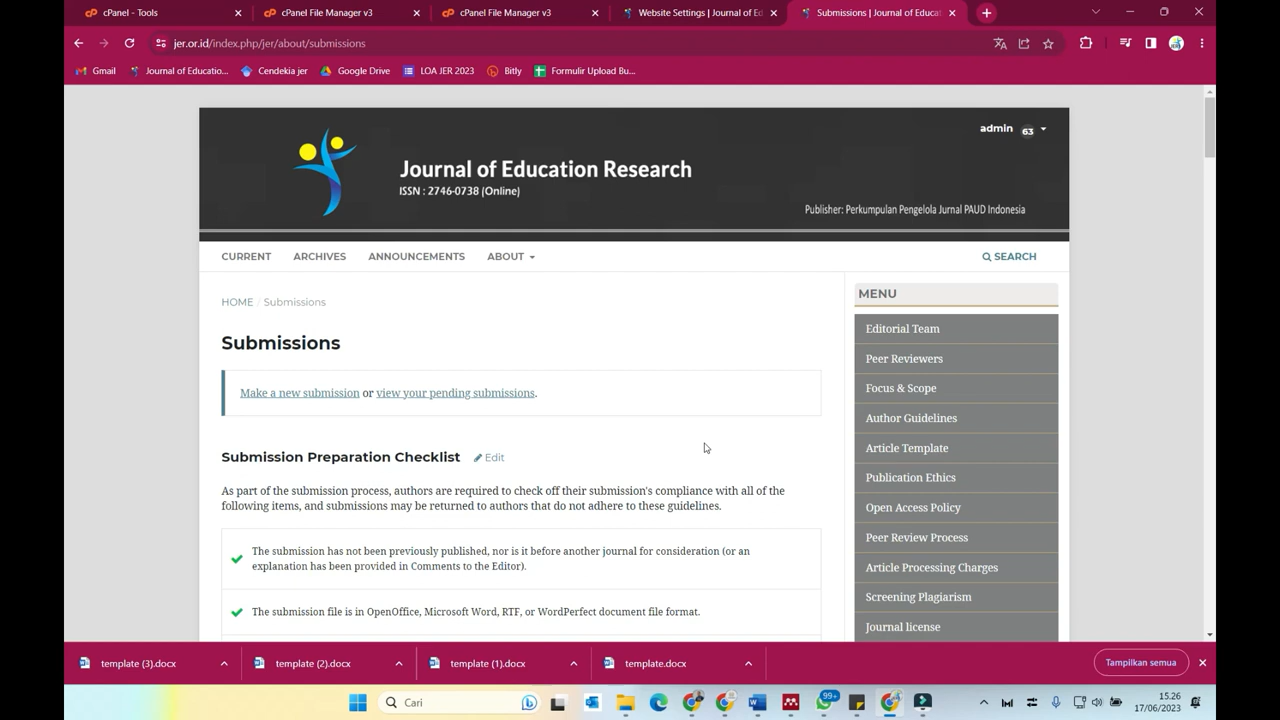 cPanel - Tools
cPanel File Manager v3
cPanel File Manager v3
Website Settings | Journal of Ed
Submissions | Journal of Educat
jer.or.id/index.php/jer/about/submissions
Gmail
Journal of Educatio...
Cendekia jer
Google Drive
LOA JER 2023
Bitly
Formulir Upload Bu...
admin 63
Journal of Education Research
ISSN : 2746-0738 (Online)
Publisher: Perkumpulan Pengelola Jurnal PAUD Indonesia
CURRENT
ARCHIVES
ANNOUNCEMENTS
ABOUT
SEARCH
HOME / Submissions
Submissions
Make a new submission or view your pending submissions.
Submission Preparation Checklist
Edit
As part of the submission process, authors are required to check off their submission's compliance with all of the
following items, and submissions may be returned to authors that do not adhere to these guidelines.
The submission has not been previously published, nor is it before another journal for consideration (or an
explanation has been provided in Comments to the Editor).
The submission file is in OpenOffice, Microsoft Word, RTF, or WordPerfect document file format.
MENU
Editorial Team
Peer Reviewers
Focus & Scope
Author Guidelines
Article Template
Publication Ethics
Open Access Policy
Peer Review Process
Article Processing Charges
Screening Plagiarism
Journal license
template (3).docx
template (2).docx
template (1).docx
template.docx
Tampilkan semua
Cari
99+
15.26
17/06/2023